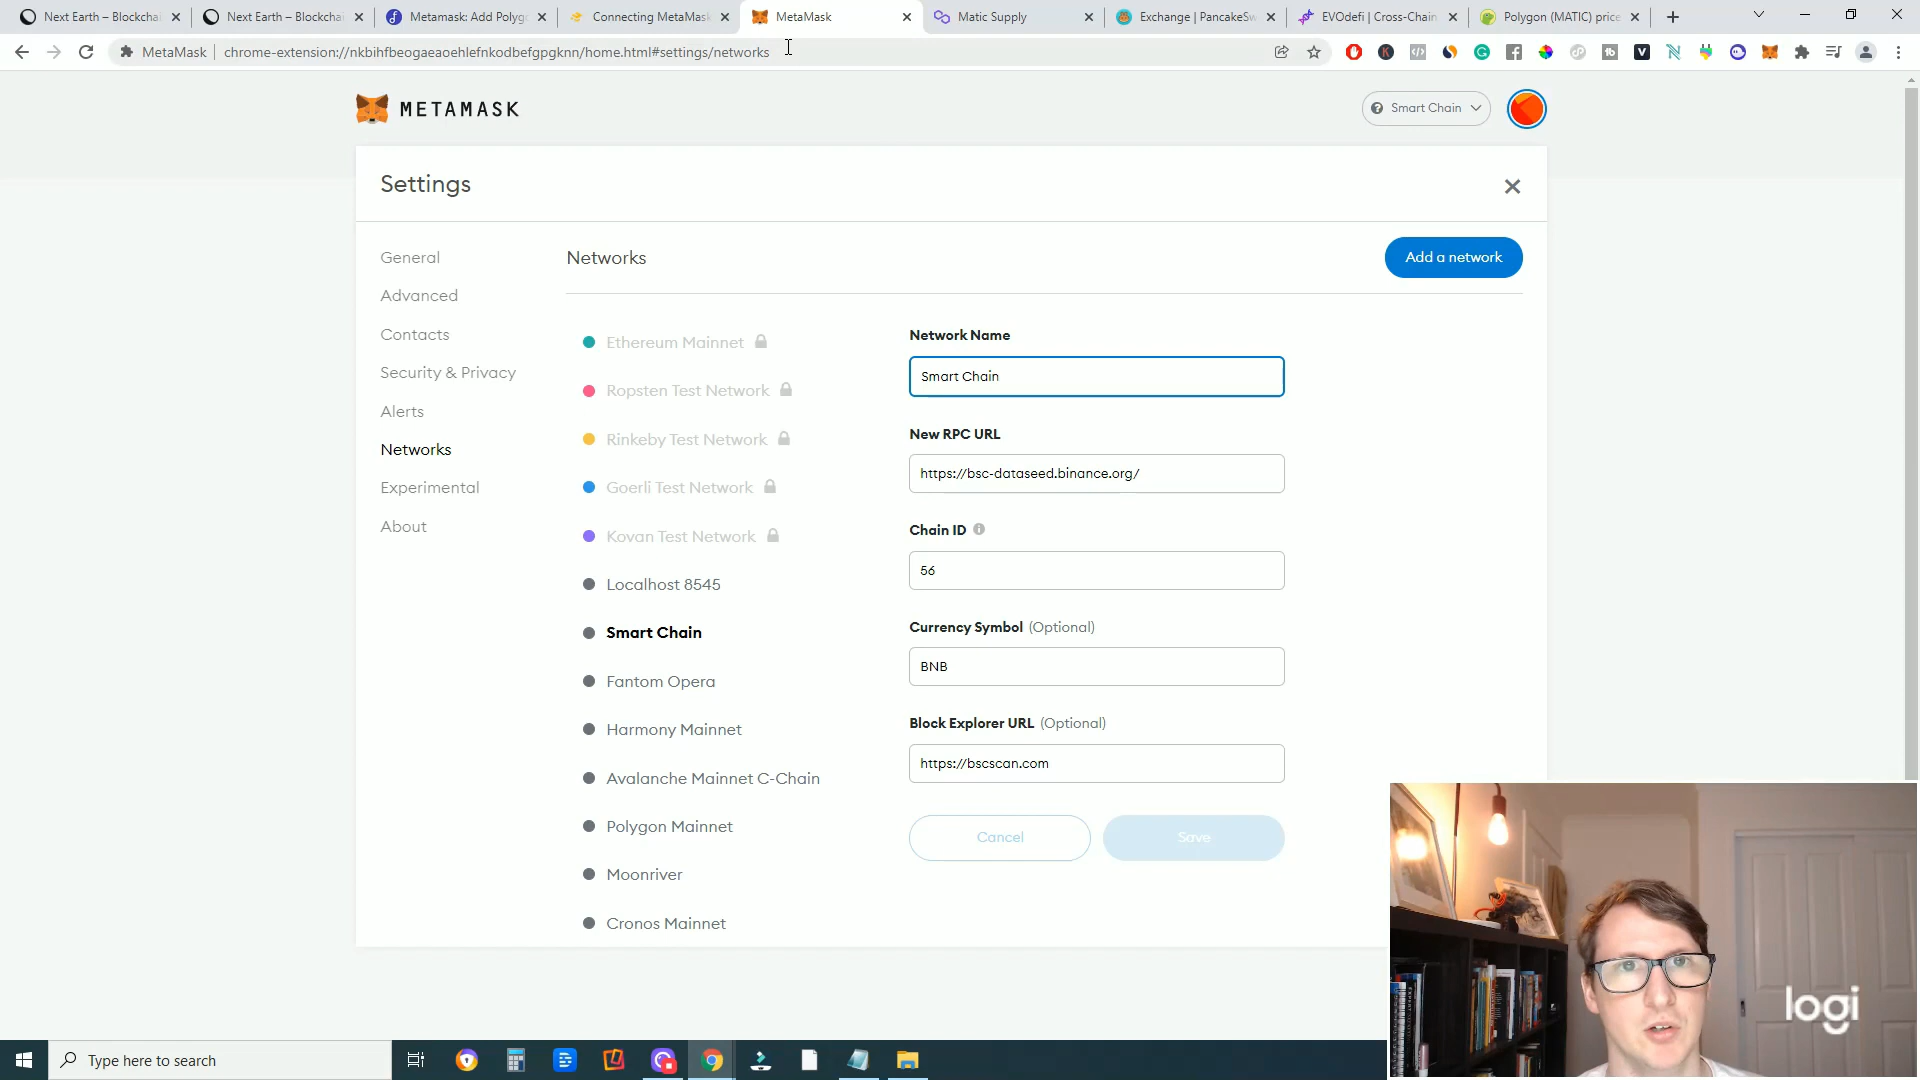 Next Earth – Blockchai
Next Earth – Blockchai
Metamask: Add Polyg
Connecting MetaMask
MetaMask
Matic Supply
Exchange | PancakeSw
EVOdefi | Cross-Chain
Polygon (MATIC) price
MetaMask
chrome-extension://nkbihfbeogaeaoehlefnkodbefgpgknn/home.html#settings/networks
METAMASK
Smart Chain
Settings
General
Advanced
Contacts
Security & Privacy
Alerts
Networks
Experimental
About
Networks
Add a network
Ethereum Mainnet
Ropsten Test Network
Rinkeby Test Network
Goerli Test Network
Kovan Test Network
Localhost 8545
Smart Chain
Fantom Opera
Harmony Mainnet
Avalanche Mainnet C-Chain
Polygon Mainnet
Moonriver
Cronos Mainnet
Network Name
Smart Chain
New RPC URL
https://bsc-dataseed.binance.org/
Chain ID
56
Currency Symbol (Optional)
BNB
Block Explorer URL (Optional)
https://bscscan.com
Cancel
Save
logi
Type here to search